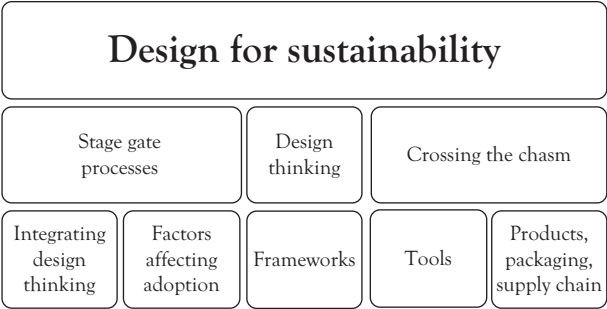 Design for sustainability
Stage gate
processes
Design
thinking
Crossing the chasm
Integrating
design
thinking
Factors
affecting
adoption
Frameworks
Tools
Products,
packaging,
supply chain